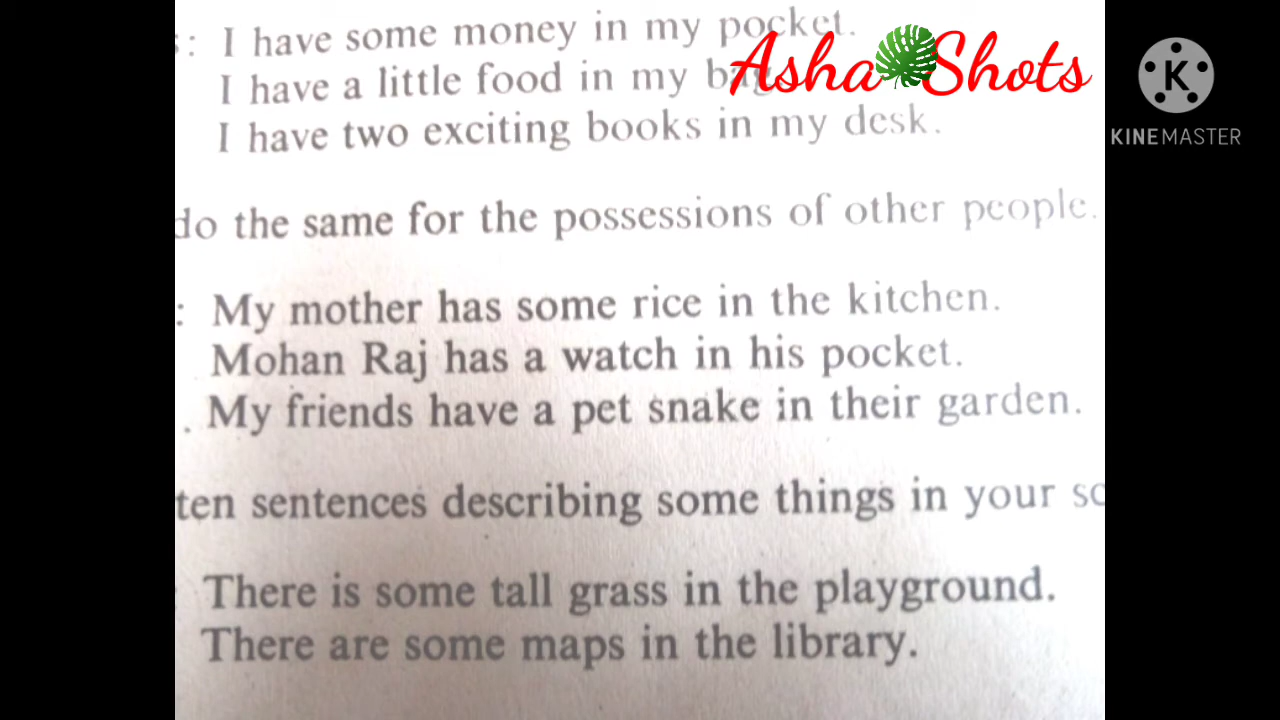 : I have some money in my pocket.
I have a little food in my bag
I have two exciting books in my desk.
do the same for the possessions of other people.
: My mother has some rice in the kitchen.
Mohan Raj has a watch in his pocket.
. My friends have a pet snake in their garden.
ten sentences describing some things in your
There is some tall grass in the playground.
There are some maps in the library.
Asha Shots
K
KINEMASTER